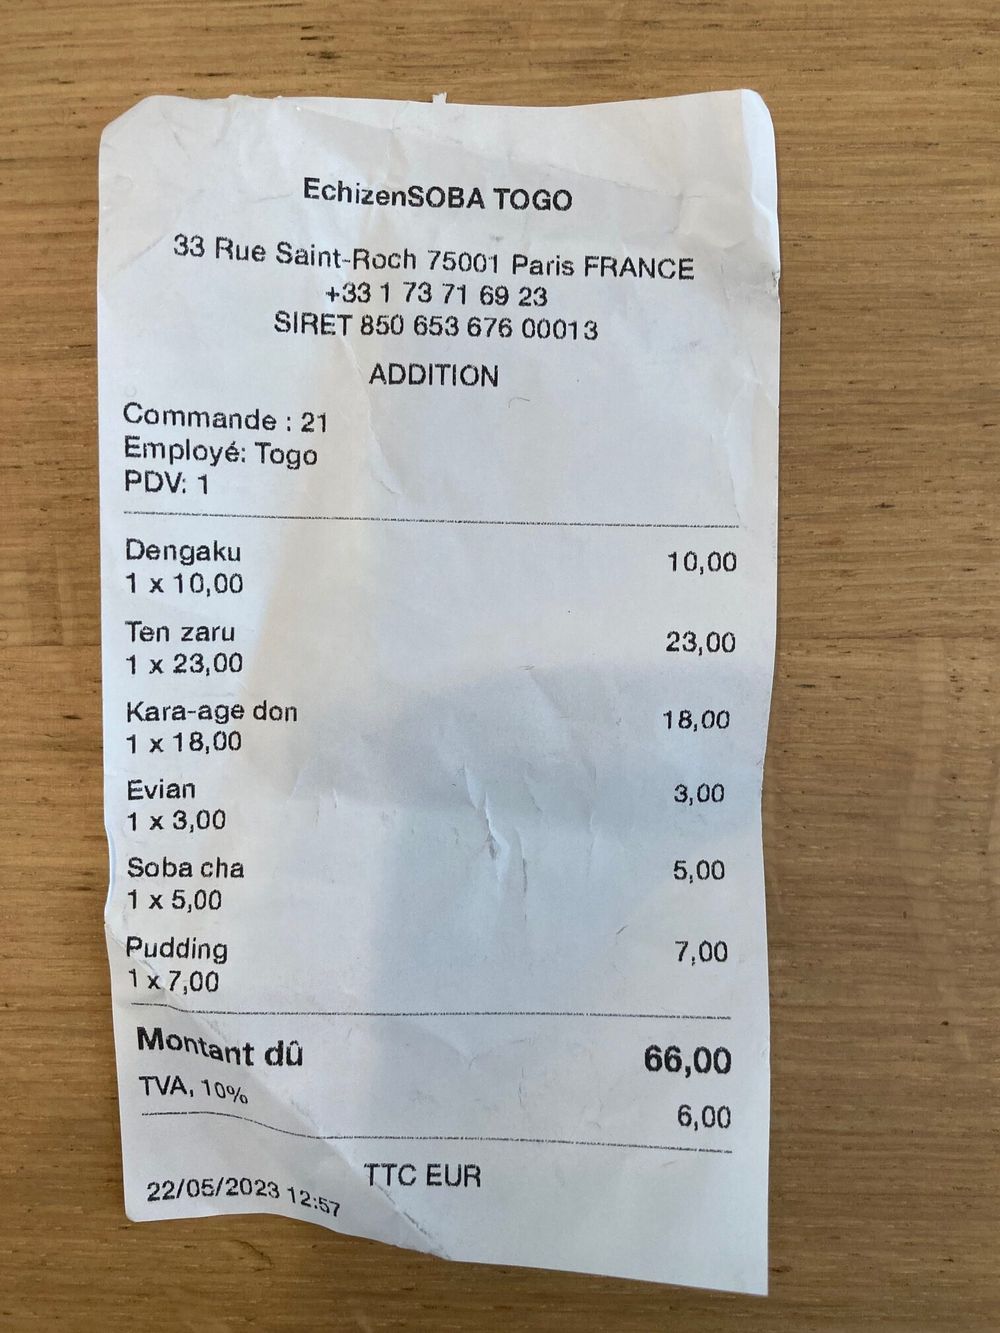 EchizenSOBA TOGO
33 Rue Saint-Roch 75001 Paris FRANCE
+33 1 73 71 69 23
SIRET 850 653 676 00013
ADDITION
Commande : 21
Employé: Togo
PDV: 1
Dengaku 10,00
1 x 10,00
Ten zaru 23,00
1 x 23,00
Kara-age don 18,00
1 x 18,00
Evian 3,00
1 x 3,00
Soba cha 5,00
1 x 5,00
Pudding 7,00
1 x 7,00
Montant dû 66,00
TVA, 10% 6,00
TTC EUR
22/05/2023 12:57